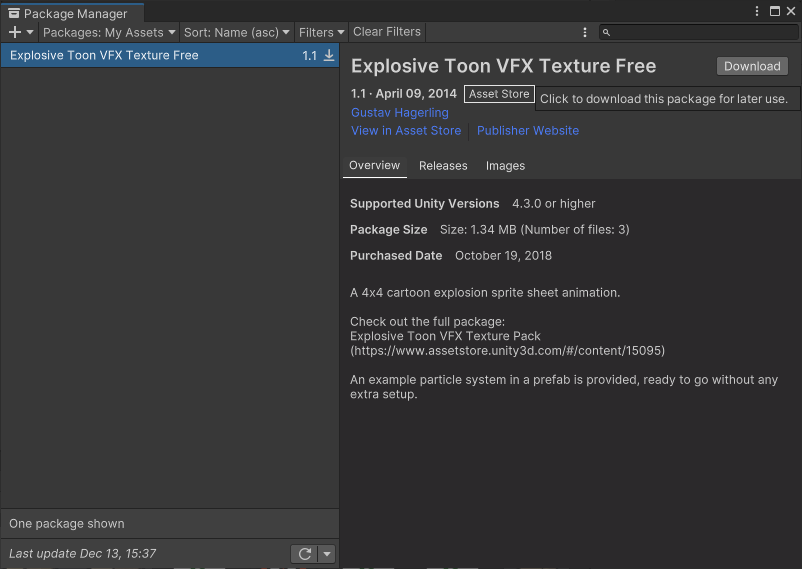 Package Manager
Packages: My Assets Sort: Name (asc) Filters Clear Filters
Explosive Toon VFX Texture Free 1.1
Explosive Toon VFX Texture Free Download
1.1 · April 09, 2014 Asset Store
Click to download this package for later use.
Gustav Hagerling
View in Asset Store Publisher Website
Overview Releases Images
Supported Unity Versions 4.3.0 or higher
Package Size Size: 1.34 MB (Number of files: 3)
Purchased Date October 19, 2018
A 4x4 cartoon explosion sprite sheet animation.
Check out the full package:
Explosive Toon VFX Texture Pack
(https://www.assetstore.unity3d.com/#/content/15095)
An example particle system in a prefab is provided, ready to go without any
extra setup.
One package shown
Last update Dec 13, 15:37